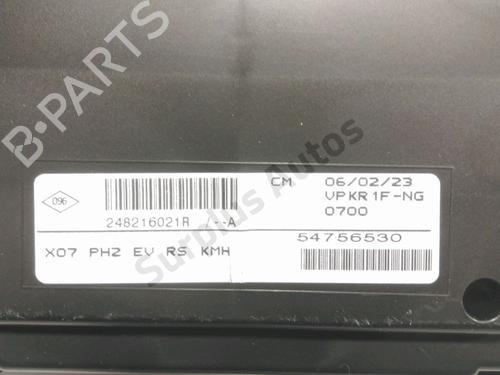 B-PARTS
Surplus Autos
096
248216021R --A
CM 06/02/23
VPKR1F-NG
0700
54756530
X07 PH2 EV RS KMH